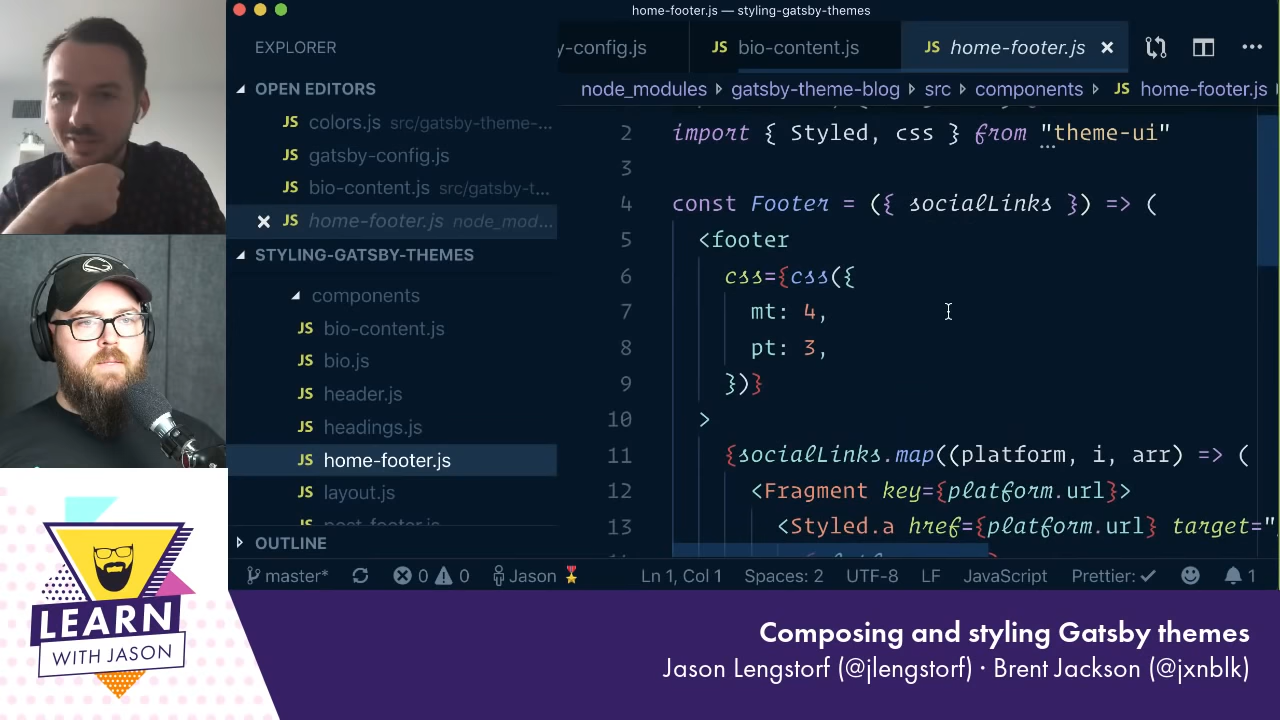 home-footer.js — styling-gatsby-themes
EXPLORER
y-config.js
JS bio-content.js
JS home-footer.js
OPEN EDITORS
JS colors.js src/gatsby-theme-...
JS gatsby-config.js
JS bio-content.js src/gatsby-t...
JS home-footer.js node_mod...
STYLING-GATSBY-THEMES
components
JS bio-content.js
JS bio.js
JS header.js
JS headings.js
JS home-footer.js
JS layout.js
OUTLINE
node_modules gatsby-theme-blog src components JS home-footer.js
2 import { Styled, css } from "theme-ui"
3
4 const Footer = ({ socialLinks }) => (
5 <footer
6 css={css({
7 mt: 4,
8 pt: 3,
9 })}
10 >
11 {socialLinks.map((platform, i, arr) => (
12 <Fragment key={platform.url}>
13 <Styled.a href={platform.url} target="
master* 0 0 Jason Ln 1, Col 1 Spaces: 2 UTF-8 LF JavaScript Prettier: ✓ 1
LEARN
WITH JASON
Composing and styling Gatsby themes
Jason Lengstorf (@jlengstorf) · Brent Jackson (@jxnblk)